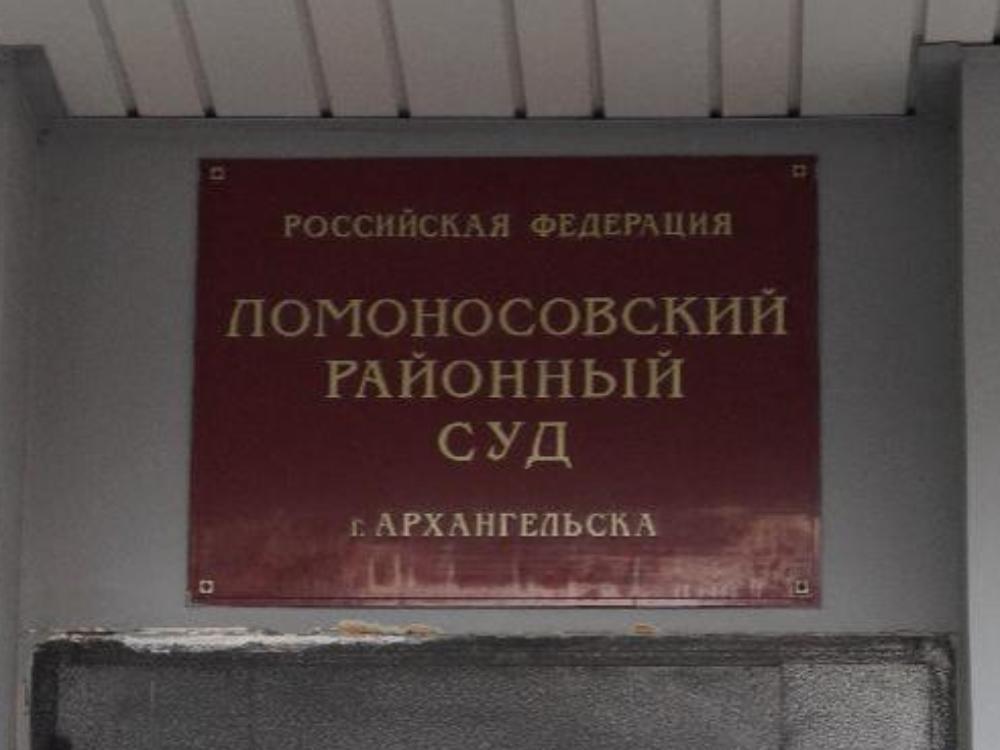 РОССИЙСКАЯ ФЕДЕРАЦИЯ
ЛОМОНОСОВСКИЙ
РАЙОННЫЙ
СУД
г. АРХАНГЕЛЬСКА